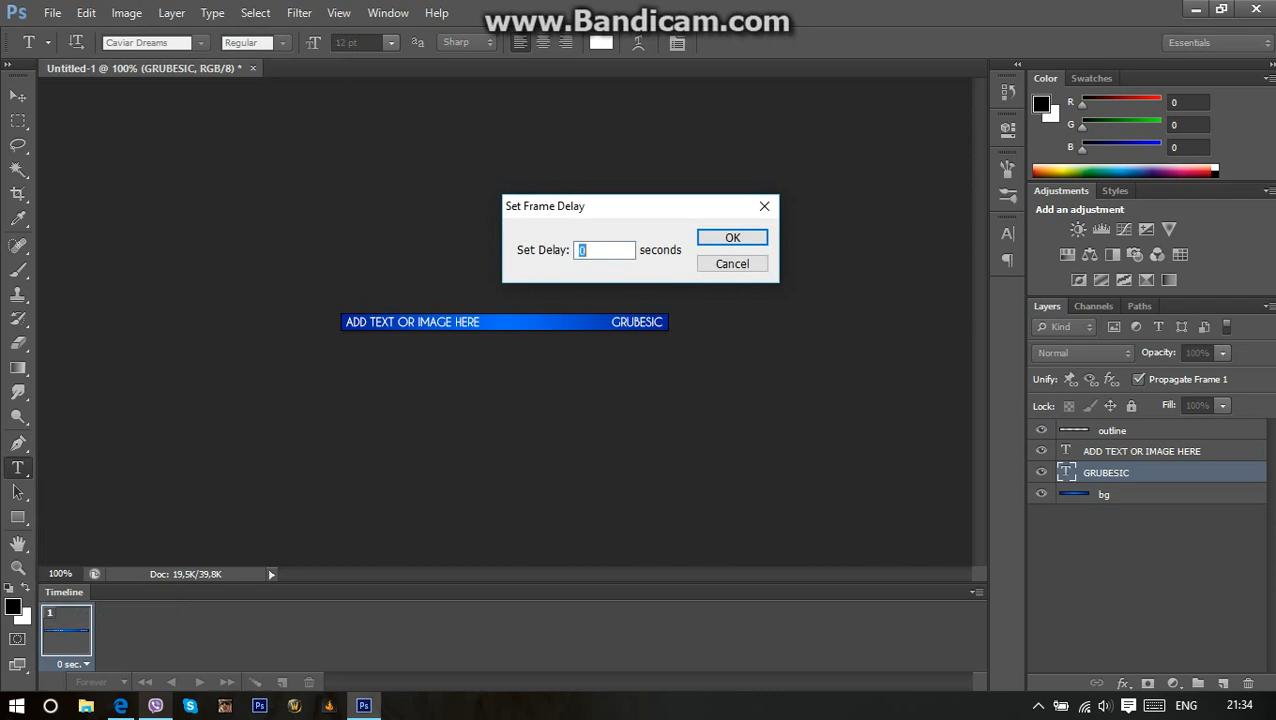 www.Bandicam.com
Ps File Edit Image Layer Type Select Filter View Window Help
T Caviar Dreams Regular 12 pt aa Sharp Essentials
Untitled-1 @ 100% (GRUBESIC, RGB/8) *
Color Swatches
R 0
G 0
B 0
Adjustments Styles
Add an adjustment
Set Frame Delay
Set Delay: 0 seconds
OK
Cancel
ADD TEXT OR IMAGE HERE GRUBESIC
Layers Channels Paths
Kind
Normal Opacity: 100%
Unify: Propagate Frame 1
Lock: Fill: 100%
outline
T ADD TEXT OR IMAGE HERE
T GRUBESIC
bg
100% Doc: 19,5K/39,8K
Timeline
1
0 sec.
Forever
ENG 21:34